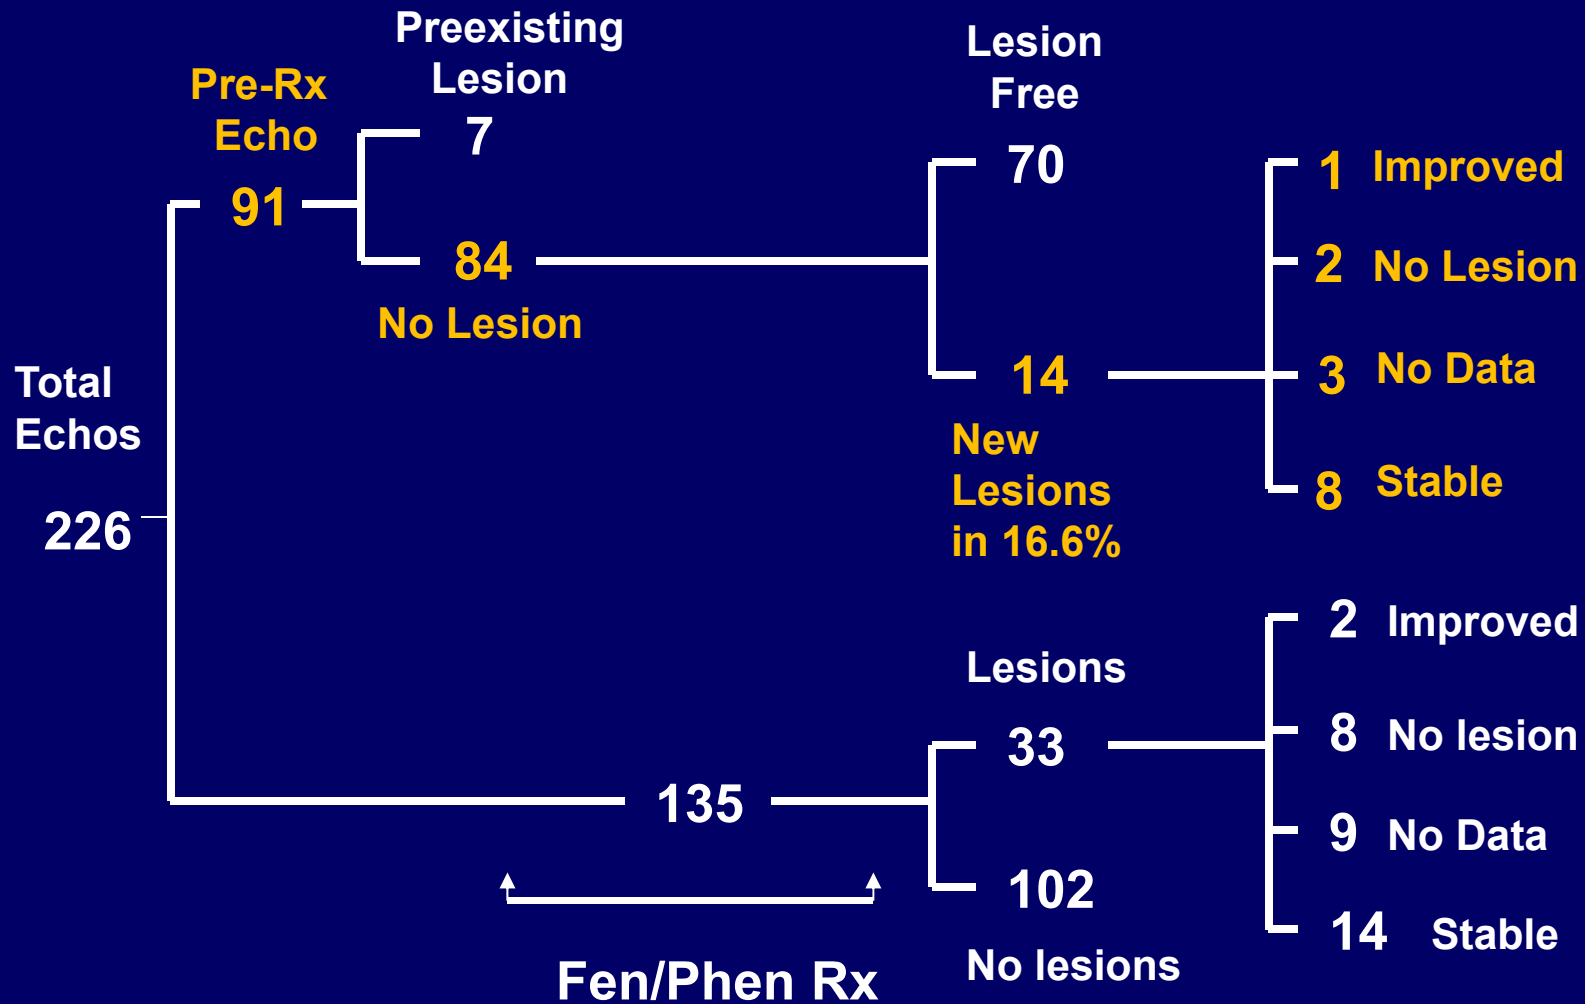 Preexisting
Lesion
7
Pre-Rx
Echo
91
84
No Lesion
Total
Echos
226
Lesion
Free
70
14
New
Lesions
in 16.6%
1 Improved
2 No Lesion
3 No Data
8 Stable
135
Fen/Phen Rx
Lesions
33
102
No lesions
2 Improved
8 No lesion
9 No Data
14 Stable